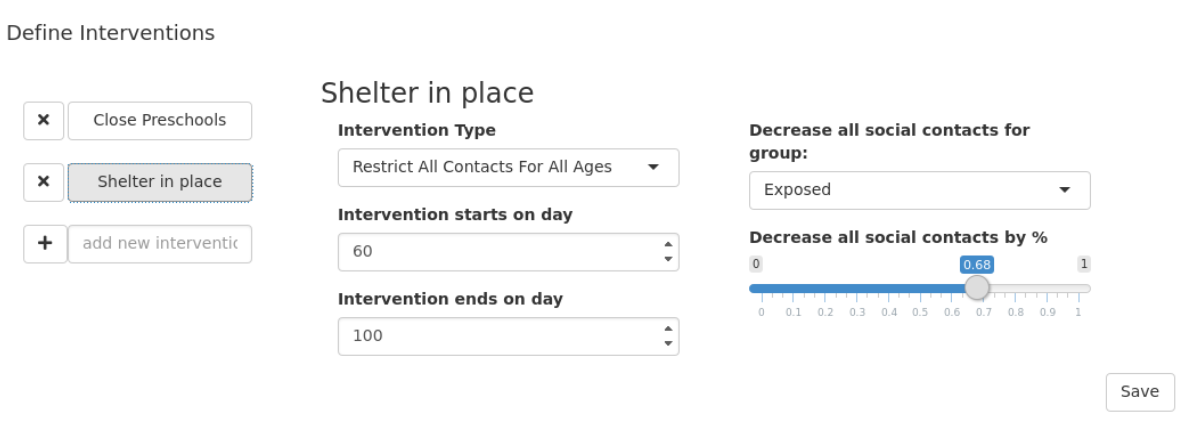 Define Interventions
× Close Preschools
× Shelter in place
+ add new interventic
Shelter in place
Intervention Type
Restrict All Contacts For All Ages
Intervention starts on day
60
Intervention ends on day
100
Decrease all social contacts for
group:
Exposed
Decrease all social contacts by %
0 0.68 1
0 0.1 0.2 0.3 0.4 0.5 0.6 0.7 0.8 0.9 1
Save